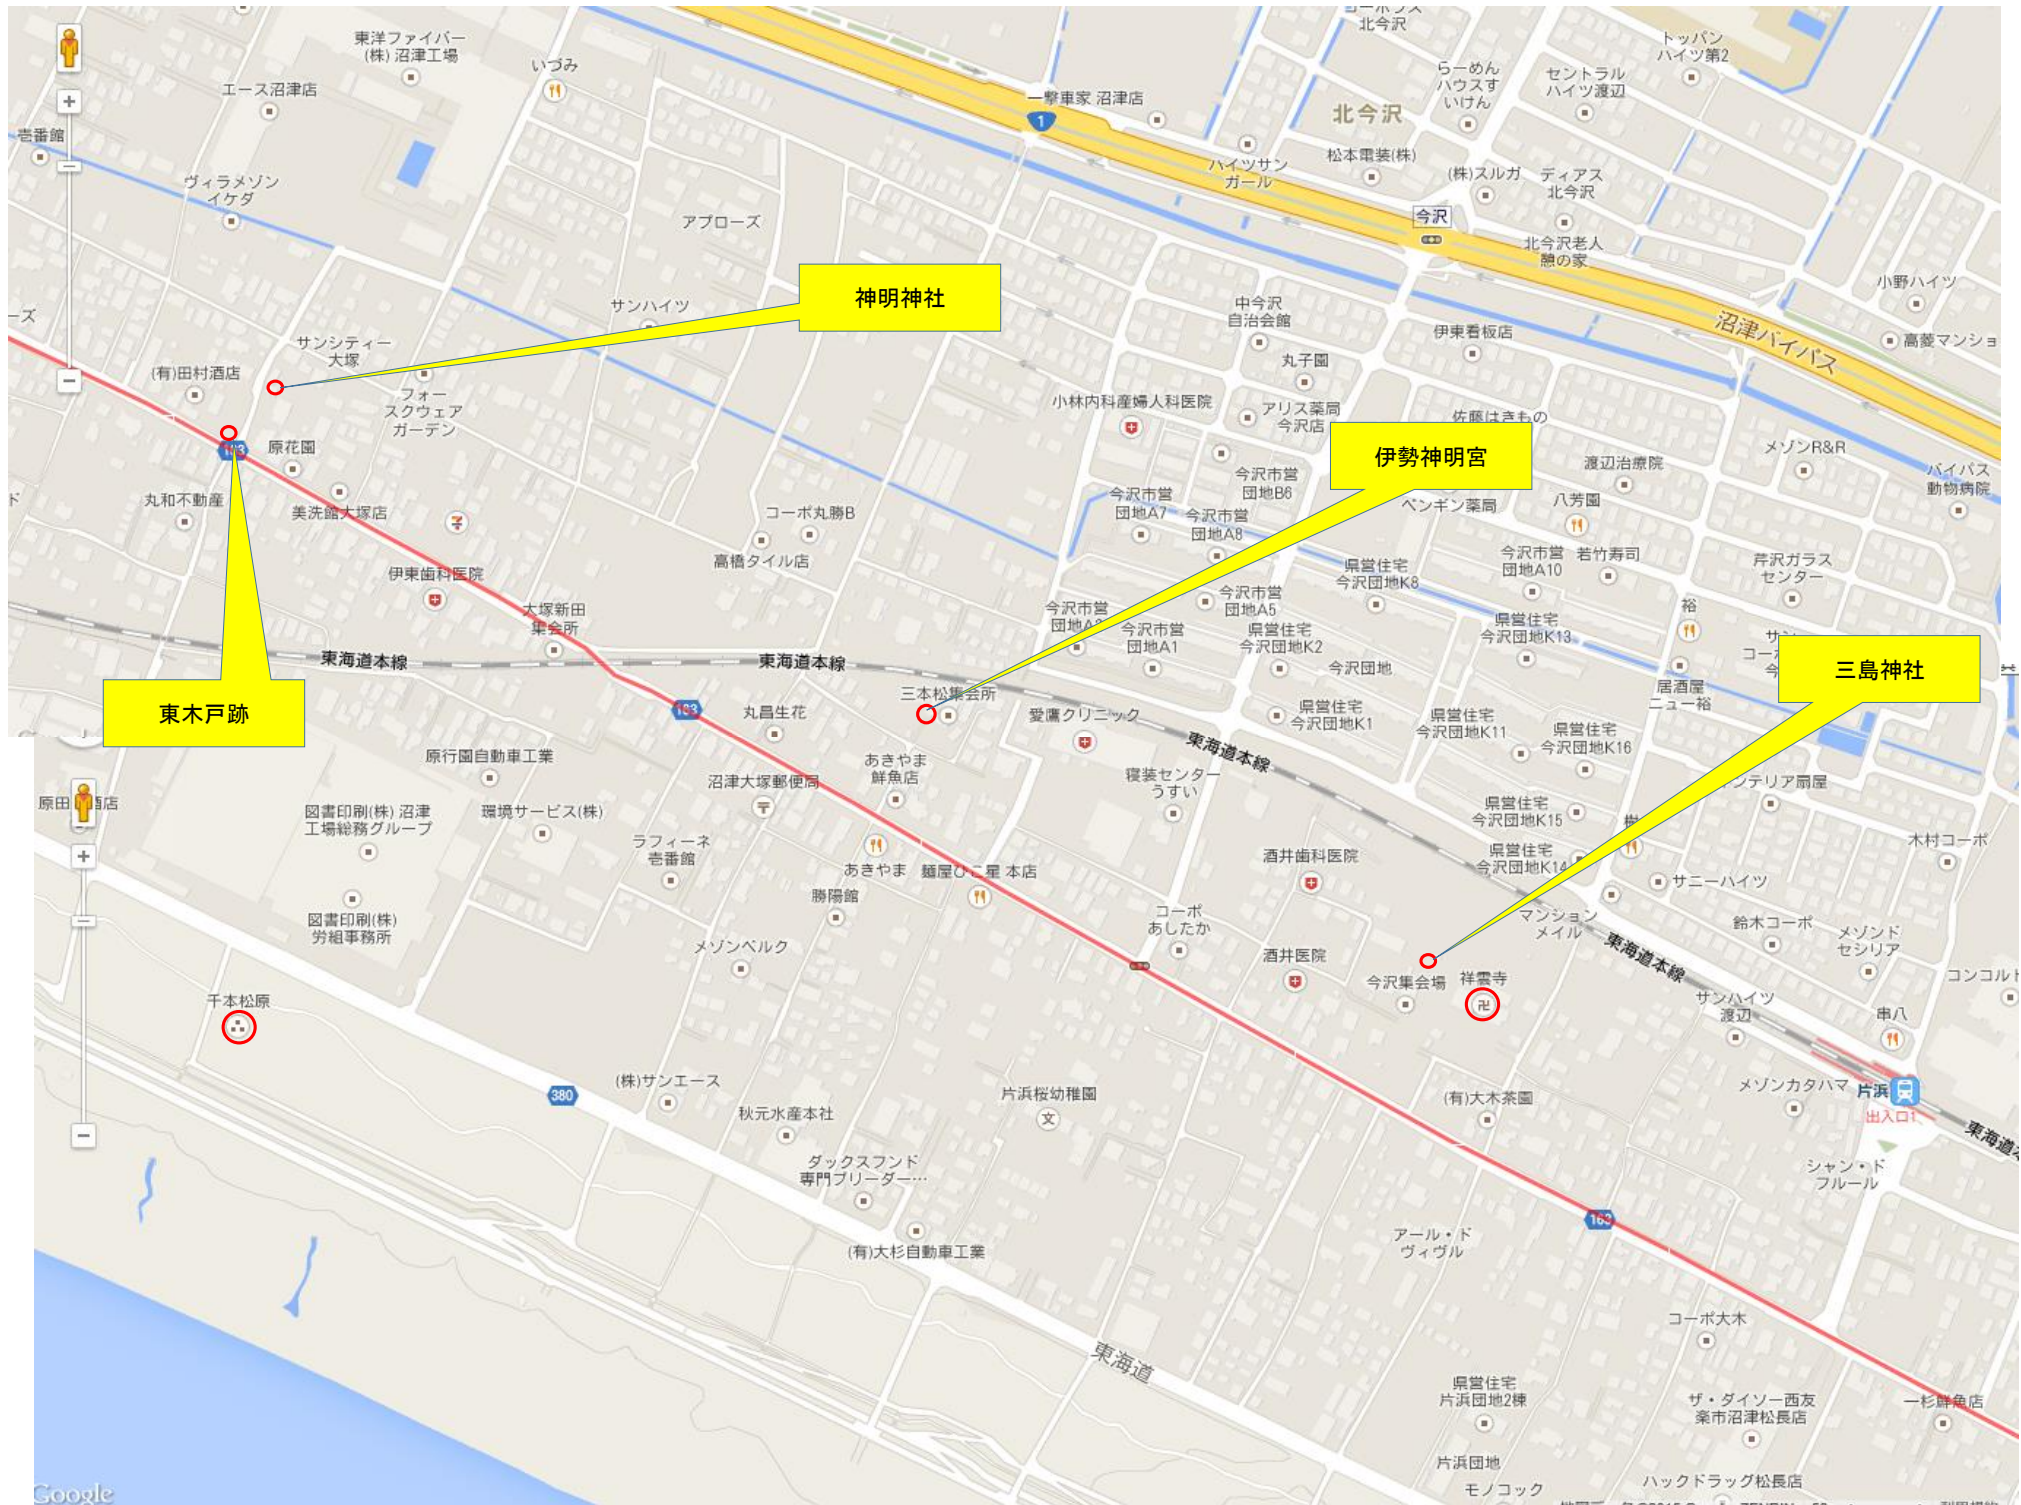 コーポラス
北今沢
トッパン
ハイツ第2
東洋ファイバー
(株) 沼津工場
いづみ
らーめん
ハウスす
いけん
セントラル
ハイツ渡辺
エース沼津店
一撃車家 沼津店
1
北今沢
壱番館
松本電装(株)
ハイツサン
ガール
(株)スルガ
ディアス
北今沢
ヴィラメゾン
イケダ
アプローズ
今沢
北今沢老人
憩の家
小野ハイツ
神明神社
サンハイツ
中今沢
自治会館
伊東看板店
沼津バイパス
高菱マンショ
ーズ
サンシティー
大塚
丸子園
(有)田村酒店
フォー
スクウェア
ガーデン
小林内科産婦人科医院
アリス薬局
今沢店
佐藤はきもの
163
原花園
伊勢神明宮
渡辺治療院
メゾンR&R
バイパス
動物病院
ド
丸和不動産
美洗館大塚店
コーポ丸勝B
今沢市営
団地A7
今沢市営
団地B6
今沢市営
団地A8
ペンギン薬局
八芳園
高橋タイル店
県営住宅
今沢団地K8
今沢市営
団地A10
若竹寿司
芹沢ガラス
センター
伊東歯科医院
大塚新田
集会所
今沢市営
今沢市営
団地A5
今沢市営
団地A1
県営住宅
今沢団地K2
県営住宅
今沢団地K13
裕
東海道本線
東海道本線
今沢団地
三島神社
東木戸跡
三本松集会所
居酒屋
ニュー裕
163
丸昌生花
愛鷹クリニック
県営住宅
今沢団地K1
県営住宅
今沢団地K11
県営住宅
今沢団地K16
東海道本線
原行園自動車工業
あきやま
鮮魚店
沼津大塚郵便局
寝装センター
うすい
ンテリア扇屋
図書印刷(株) 沼津
工場総務グループ
環境サービス(株)
県営住宅
今沢団地K15
樹
ラフィーネ
壱番館
あきやま
麺屋ひこ星 本店
酒井歯科医院
県営住宅
今沢団地K14
木村コーポ
サニーハイツ
図書印刷(株)
労組事務所
勝陽館
コーポ
あしたか
マンション
メイル
鈴木コーポ
メゾンド
セシリア
メゾンベルク
酒井医院
東海道本線
今沢集会場
祥雲寺
コンコルド
千本松原
サンハイツ
渡辺
串八
380
(株)サンエース
片浜桜幼稚園
(有)大木茶園
メゾンカタハマ
片浜
出入口1
秋元水産本社
東海道本
ダックスフンド
専門ブリーダー…
シャン・ド
フルール
163
(有)大杉自動車工業
アール・ド
ヴィヴル
コーポ大木
東海道
県営住宅
片浜団地2棟
ザ・ダイソー西友
楽市沼津松長店
一杉鮮魚店
片浜団地
ハックドラッグ松長店
モノコック
Google